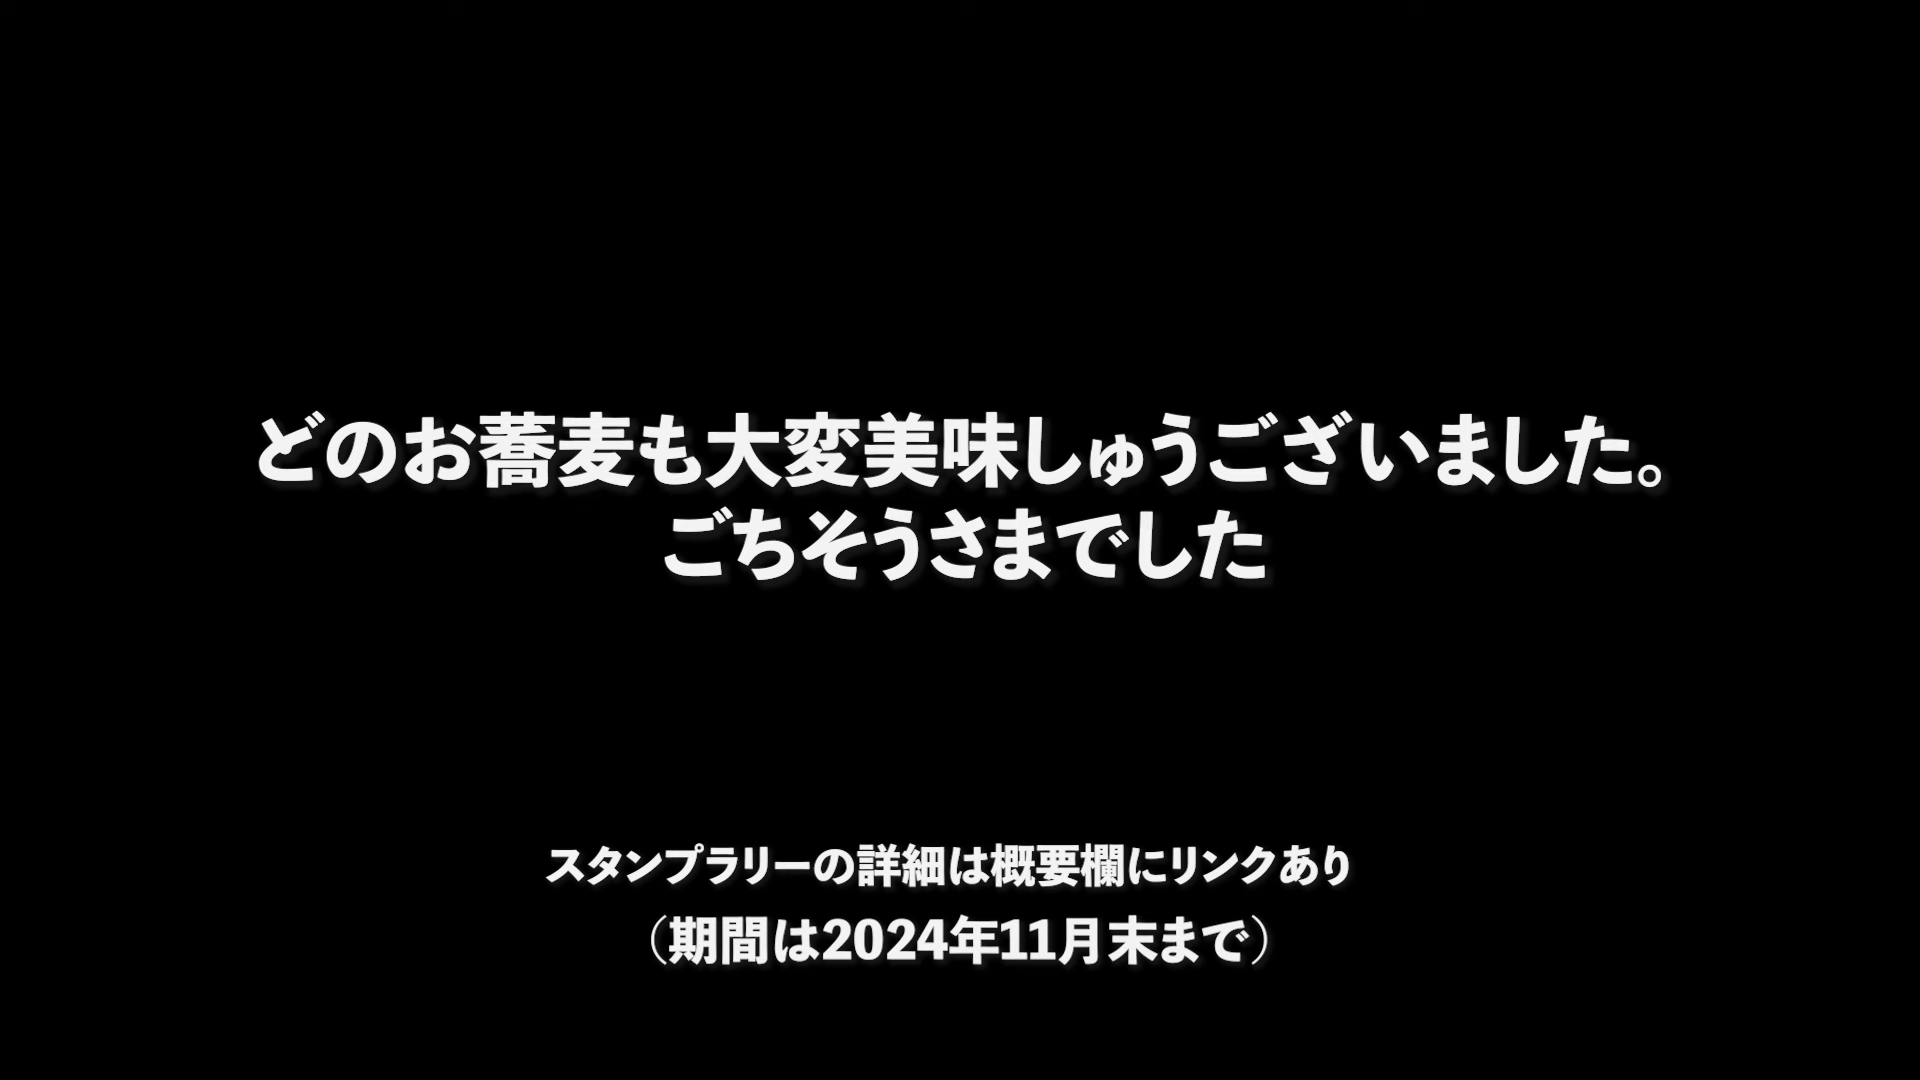 どのお蕎麦も大変美味しゅうございました。
ごちそうさまでした
スタンプラリーの詳細は概要欄にリンクあり
（期間は2024年11月末まで）